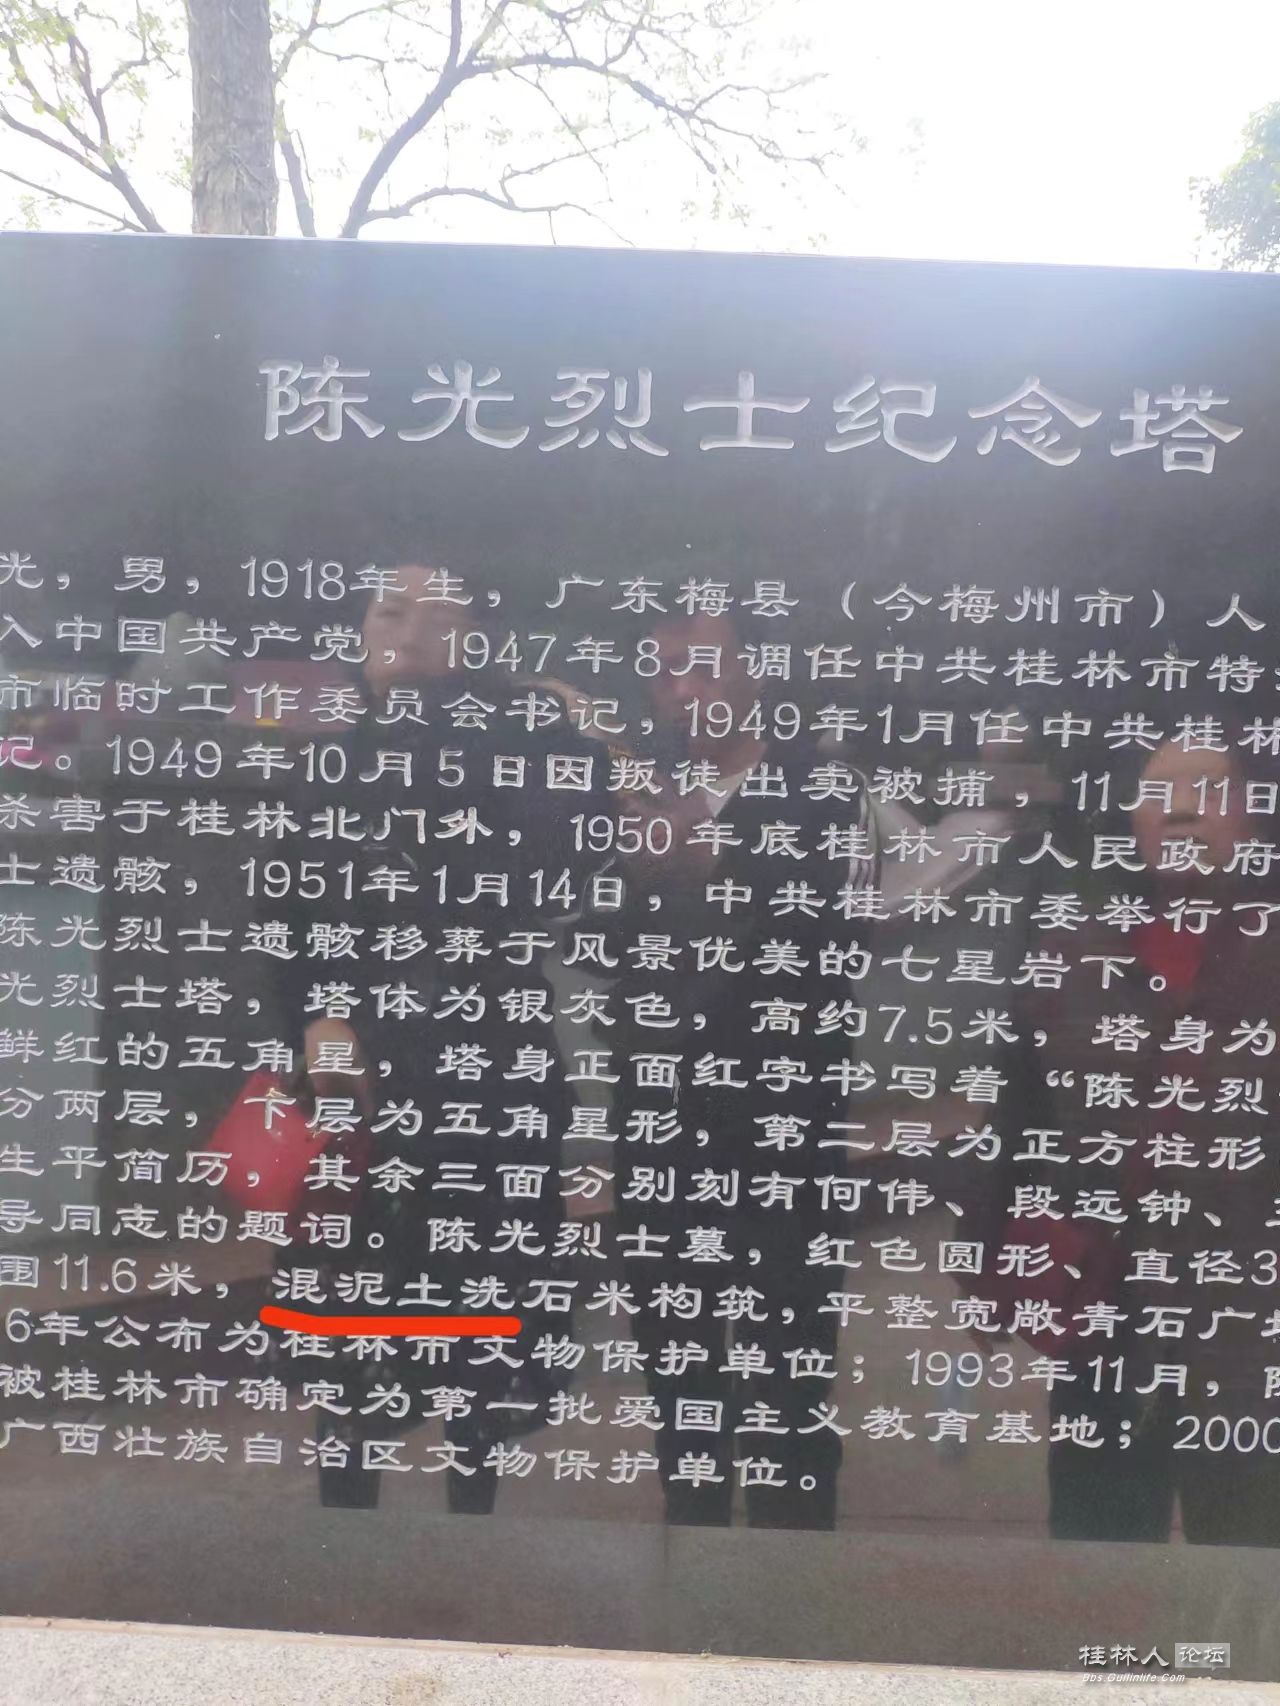 陈光烈士纪念塔
光，男，1918年生，广东梅县（今梅州市）人
入中国共产党，1947年8月调任中共桂林市特
市临时工作委员会书记，1949年1月任中共桂林
记。1949年10月5日因叛徒出卖被捕，11月11日
杀害于桂林北门外，1950年底桂林市人民政府
士遗骸，1951年1月14日，中共桂林市委举行了
陈光烈士遗骸移葬于风景优美的七星岩下。
光烈士塔，塔体为银灰色，高约7.5米，塔身为
鲜红的五角星，塔身正面红字书写着“陈光烈
分两层，下层为五角星形，第二层为正方柱形
生平简历，其余三面分别刻有何伟、段远钟、
导同志的题词。陈光烈士墓，红色圆形、直径3
围11.6米，混泥土洗石米构筑，平整宽敞青石广场
6年公布为桂林市文物保护单位；1993年11月，陈
被桂林市确定为第一批爱国主义教育基地；2000
广西壮族自治区文物保护单位。
桂林人论坛
Bbs.Guilinlife.Com